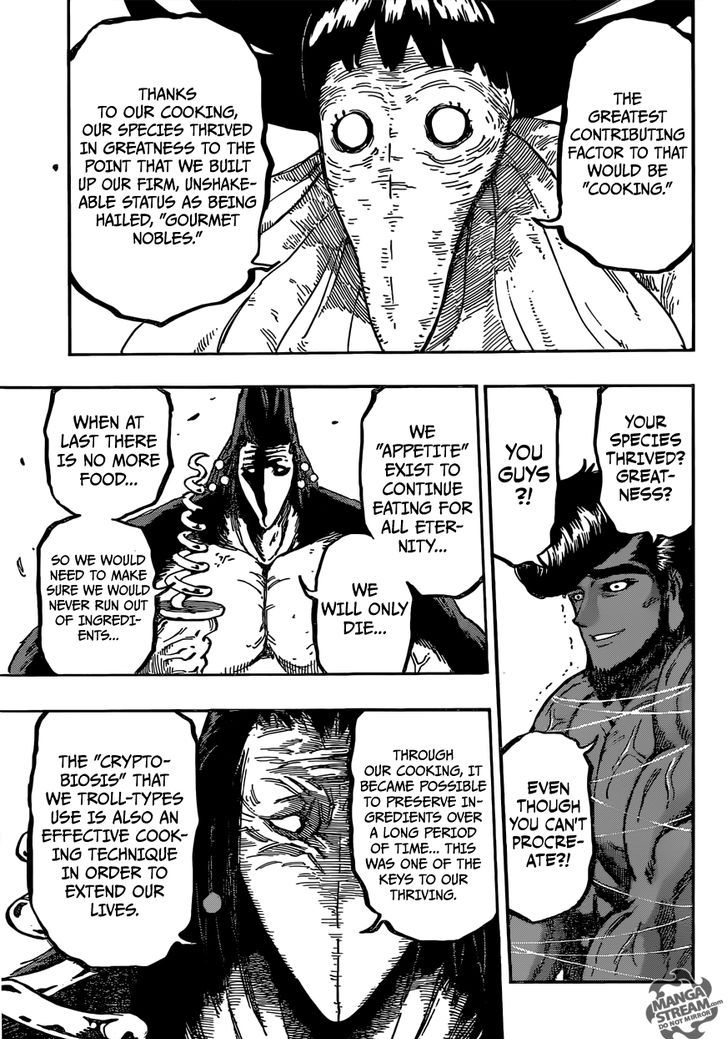 THE
GREATEST
CONTRIBUTING
FACTOR TO THAT
WOULD BE
"COOKING."
THANKS
TO OUR COOKING,
OUR SPECIES THRIVED
IN GREATNESS TO THE
POINT THAT WE BUILT
UP OUR FIRM, UNSHAKE-
ABLE STATUS AS BEING
HAILED, "GOURMET
NOBLES."
YOUR
SPECIES
THRIVED?
GREAT-
NESS?
YOU
GUYS
?!
EVEN
THOUGH
YOU CAN'T
PROCRE-
ATE?!
WE
"APPETITE"
EXIST TO
CONTINUE
EATING FOR
ALL ETER-
NITY...
WE
WILL ONLY
DIE...
WHEN AT
LAST THERE
IS NO MORE
FOOD...
SO WE WOULD
NEED TO MAKE
SURE WE WOULD
NEVER RUN OUT
OF INGREDI-
ENTS...
THROUGH
OUR COOKING, IT
BECAME POSSIBLE
TO PRESERVE IN-
GREDIENTS OVER
A LONG PERIOD
OF TIME... THIS
WAS ONE OF THE
KEYS TO OUR
THRIVING.
THE "CRYPTO-
BIOSIS" THAT
WE TROLL-TYPES
USE IS ALSO AN
EFFECTIVE COOK-
ING TECHNIQUE
IN ORDER TO
EXTEND OUR
LIVES.
MANGA
STREAM.com
DO NOT MIRROR